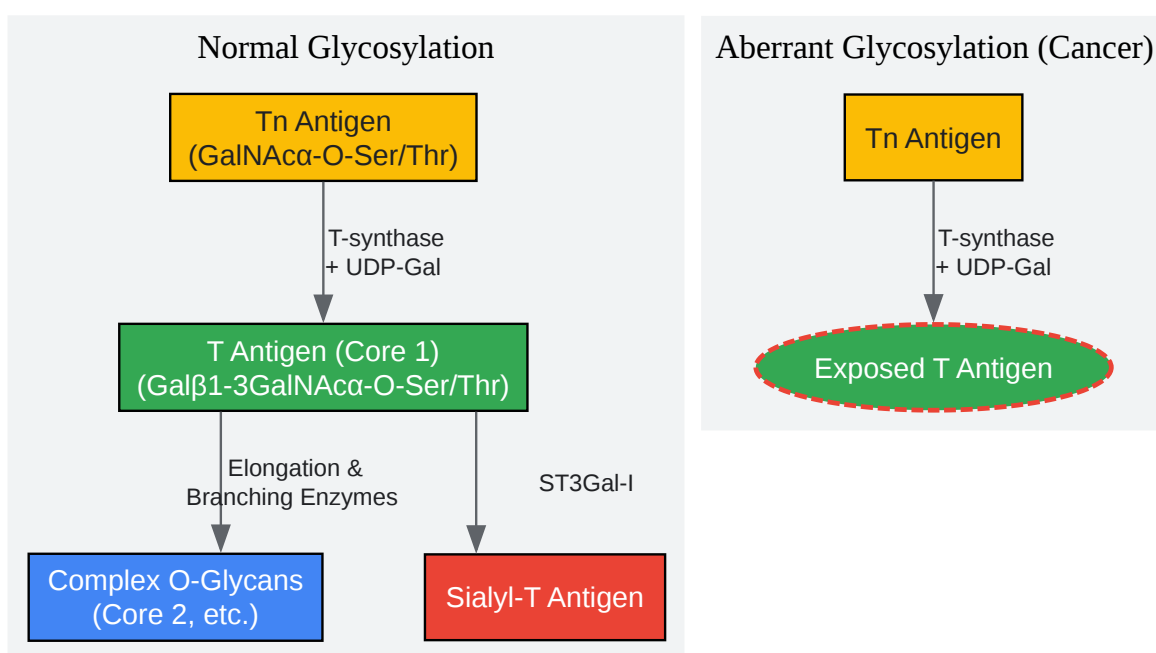 Normal Glycosylation
Tn Antigen
(GalNAcα-O-Ser/Thr)
T-synthase
+ UDP-Gal
T Antigen (Core 1)
(Galβ1-3GalNAcα-O-Ser/Thr)
Elongation &
Branching Enzymes
ST3Gal-I
Complex O-Glycans
(Core 2, etc.)
Sialyl-T Antigen
Aberrant Glycosylation (Cancer)
Tn Antigen
T-synthase
+ UDP-Gal
Exposed T Antigen